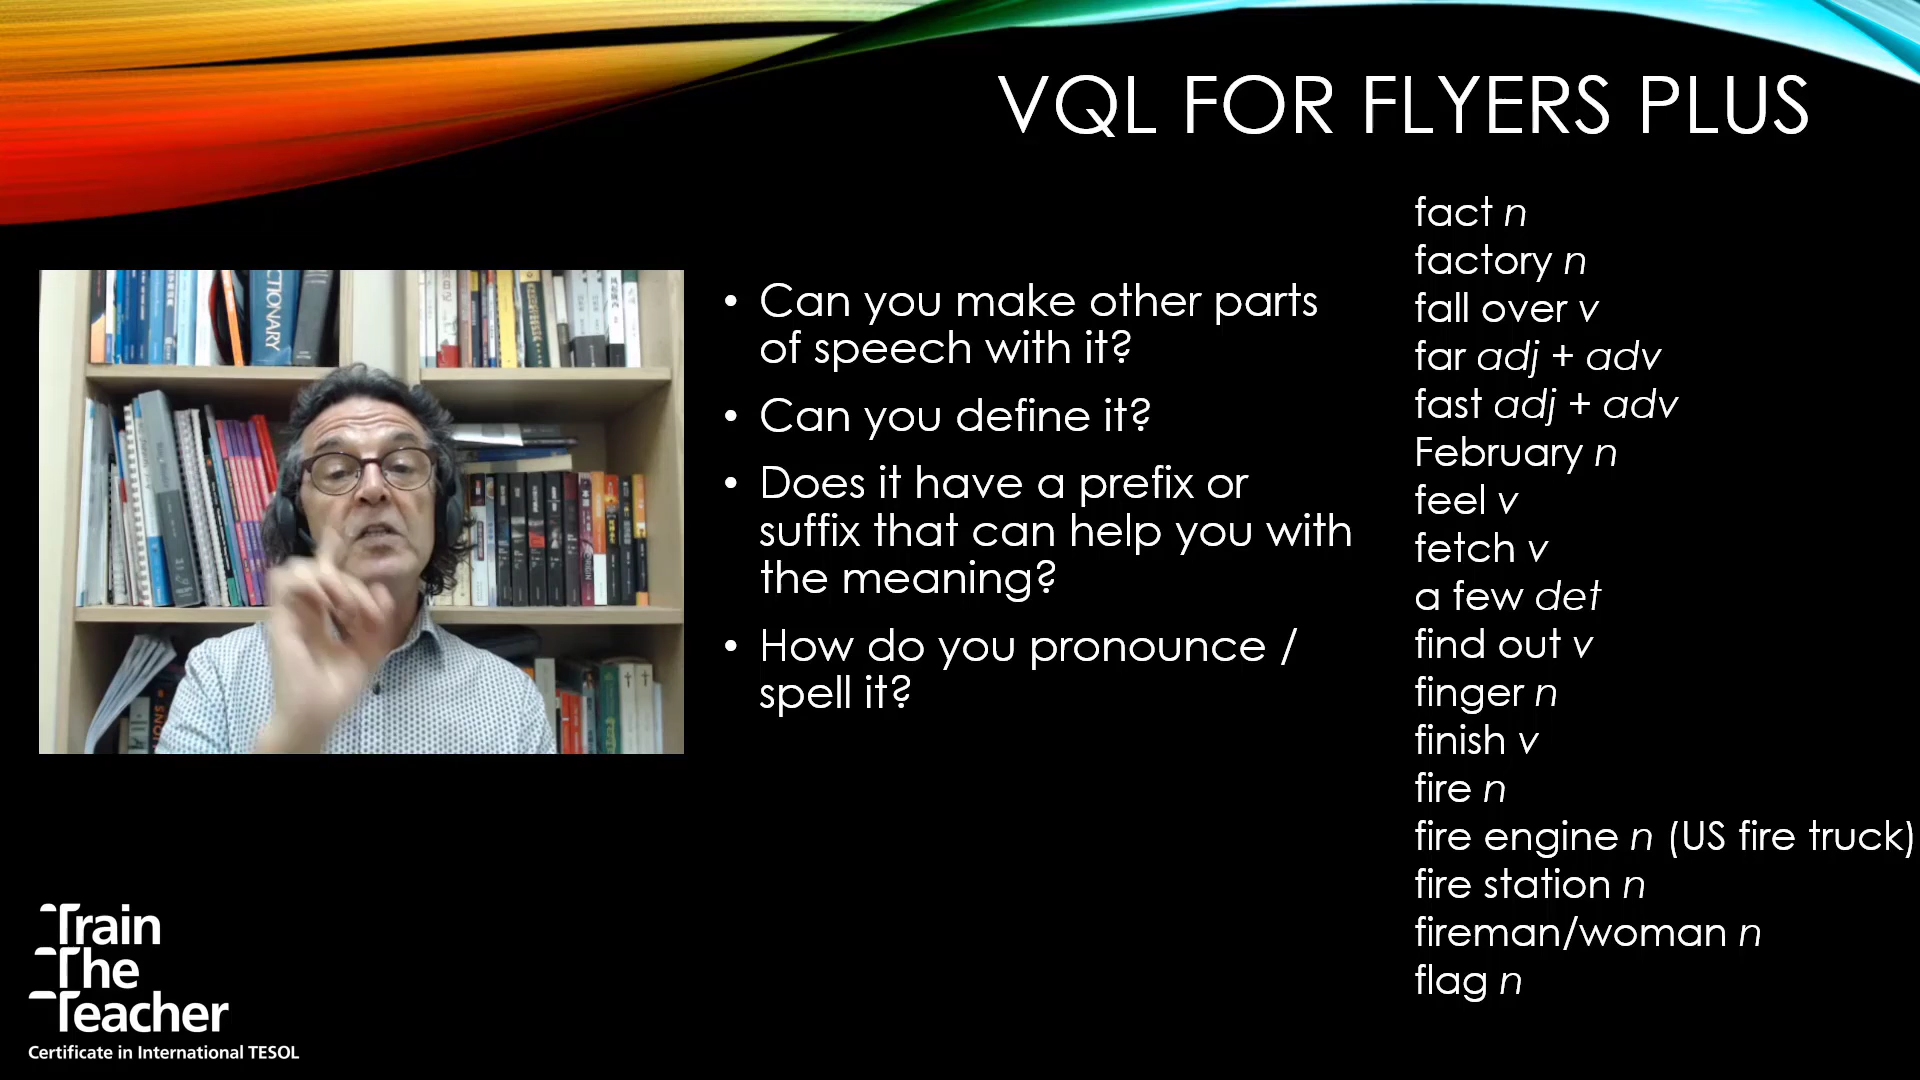 VQL FOR FLYERS PLUS
• Can you make other parts
of speech with it?
• Can you define it?
• Does it have a prefix or
suffix that can help you with
the meaning?
• How do you pronounce /
spell it?
fact n
factory n
fall over v
far adj + adv
fast adj + adv
February n
feel v
fetch v
a few det
find out v
finger n
finish v
fire n
fire engine n (US fire truck)
fire station n
fireman/woman n
flag n
Train
The
Teacher
Certificate in International TESOL